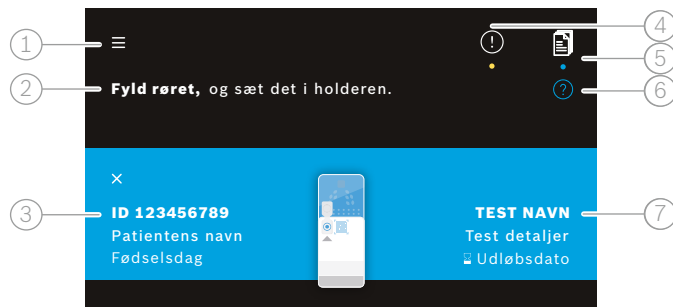 4
1
!
5
2
Fyld røret, og sæt det i holderen.
?
6
3
ID 123456789
TEST NAVN
7
Patientens navn
Test detaljer
Fødselsdag
Udløbsdato